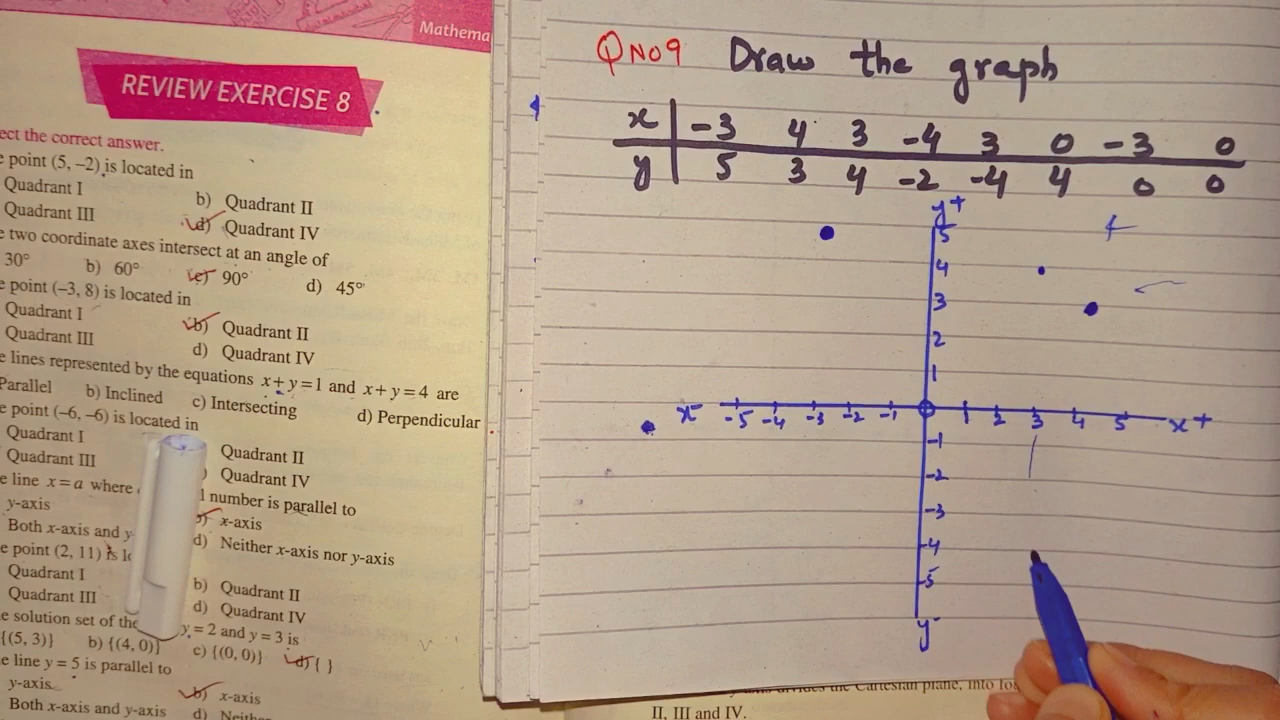 Mathema
REVIEW EXERCISE 8
ect the correct answer.
e point (5, –2) is located in
Quadrant I
b) Quadrant II
Quadrant III
d) Quadrant IV
e two coordinate axes intersect at an angle of
30° b) 60° c) 90° d) 45°
e point (–3, 8) is located in
Quadrant I
b) Quadrant II
Quadrant III
d) Quadrant IV
e lines represented by the equations x+y=1 and x+y=4 are
Parallel b) Inclined c) Intersecting d) Perpendicular
e point (–6, –6) is located in
Quadrant I
Quadrant II
Quadrant III
Quadrant IV
e line x=a where
l number is parallel to
y-axis
b) x-axis
Both x-axis and y
d) Neither x-axis nor y-axis
e point (2, 11) is lo
Quadrant I
b) Quadrant II
Quadrant III
d) Quadrant IV
e solution set of the
y = 2 and y = 3 is
{(5, 3)} b) {(4, 0)} c) {(0, 0)} d) { }
e line y = 5 is parallel to
y-axis
b) x-axis
Both x-axis and y-axis d) Neither
QNo9 Draw the graph
x -3 4 3 -4 3 0 -3 0
y 5 3 4 -2 -4 4 0 0
y+
5
4
3
2
1
x- -5 -4 -3 -2 -1 1 2 3 4 5 x+
-1
-2
-3
-4
-5
y-
divides the Cartesian plane, into fo
II, III and IV.